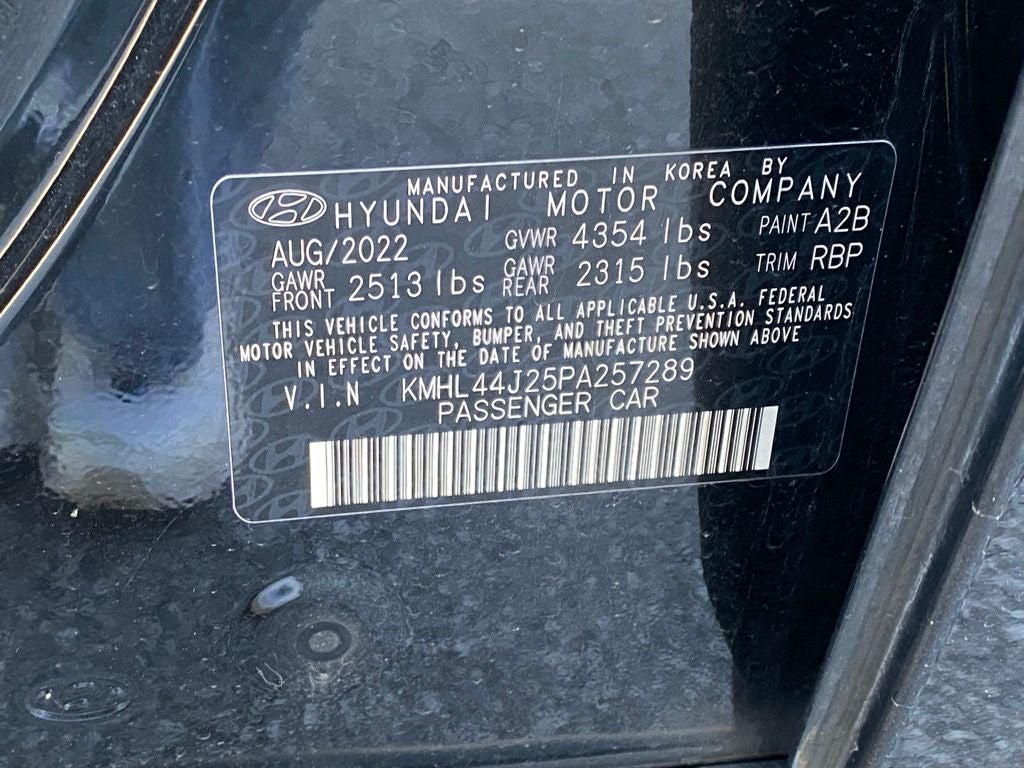 MANUFACTURED IN KOREA BY
HYUNDAI MOTOR COMPANY
AUG/2022 GVWR 4354 lbs PAINT A2B
GAWR FRONT 2513 lbs GAWR REAR 2315 lbs TRIM RBP
THIS VEHICLE CONFORMS TO ALL APPLICABLE U.S.A. FEDERAL
MOTOR VEHICLE SAFETY, BUMPER, AND THEFT PREVENTION STANDARDS
IN EFFECT ON THE DATE OF MANUFACTURE SHOWN ABOVE
V.I.N KMHL44J25PA257289
PASSENGER CAR